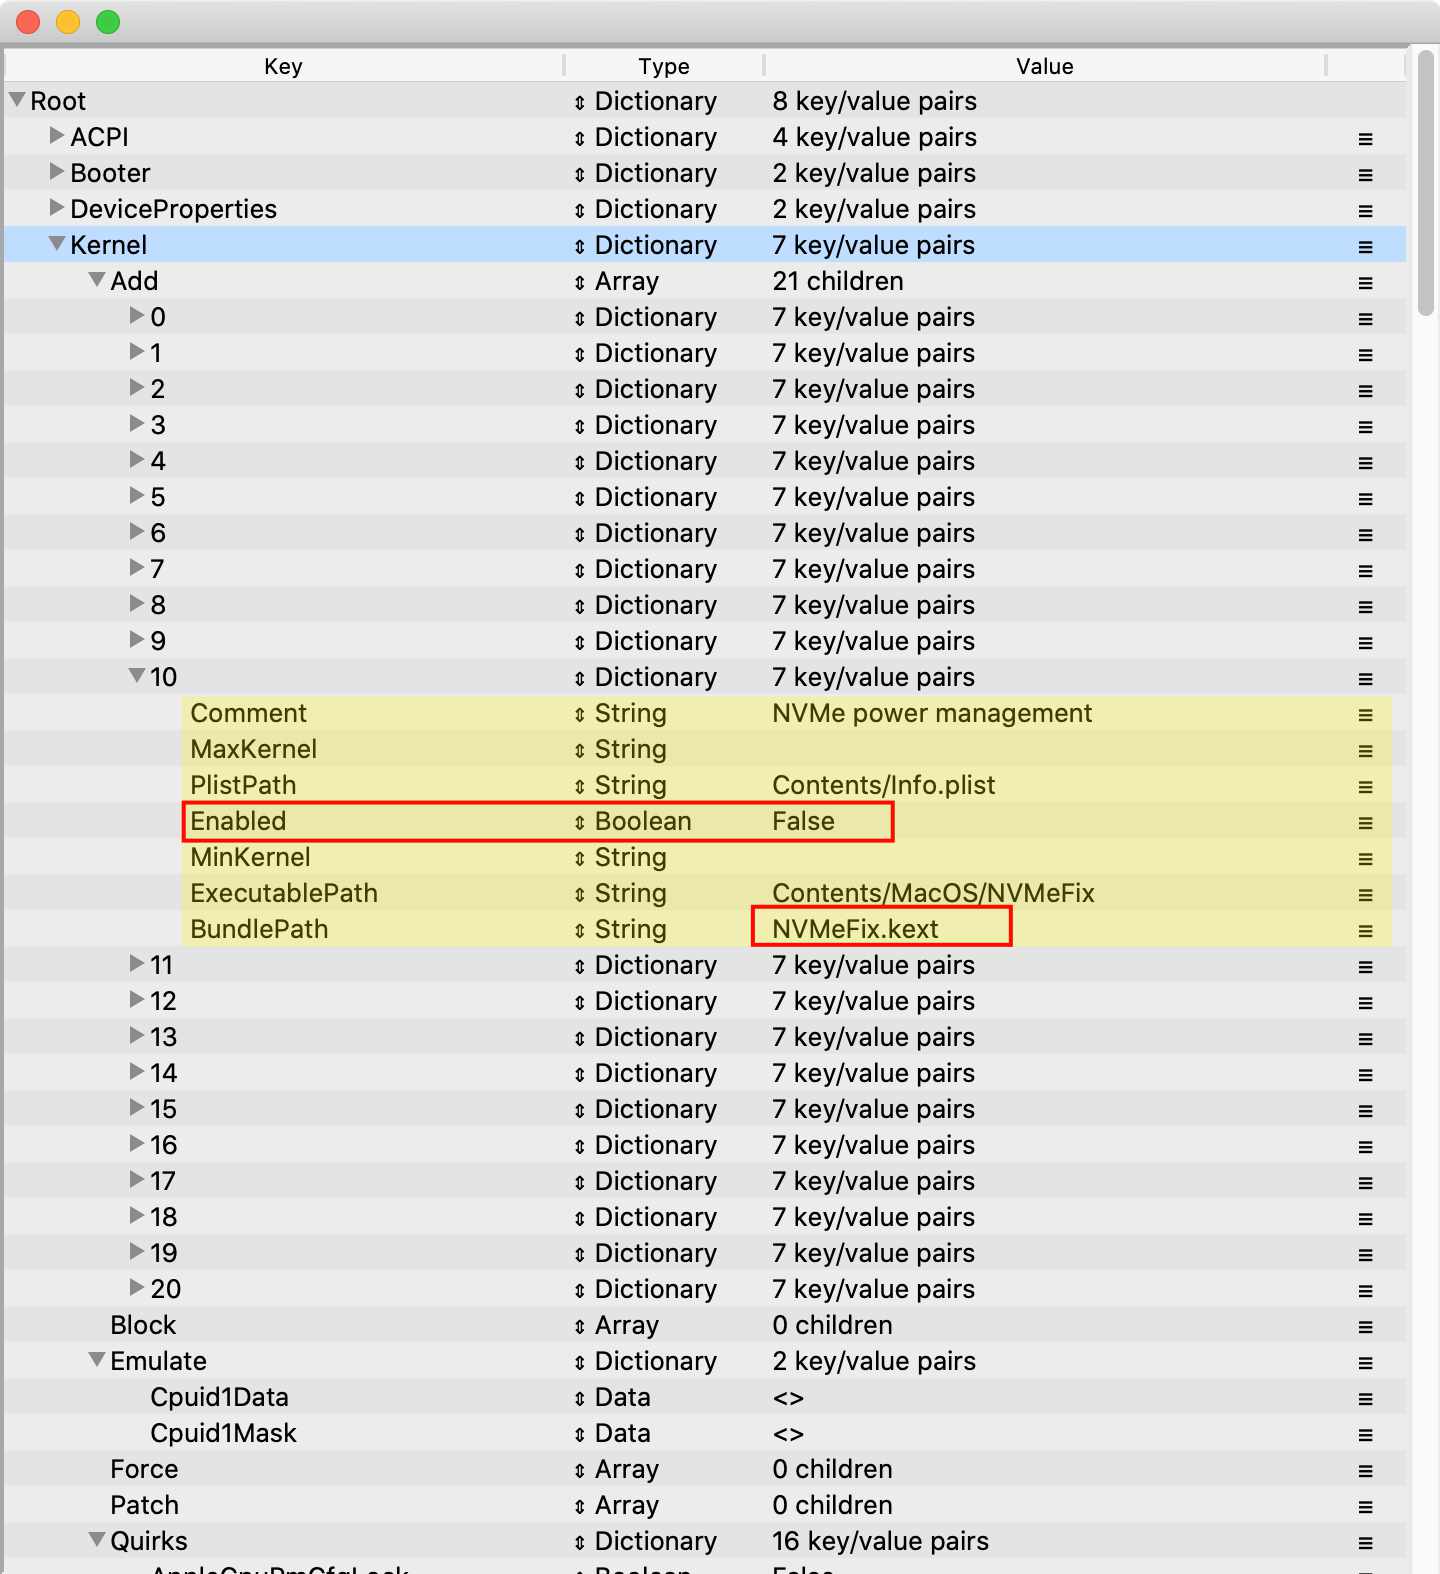 Key Type Value
Root Dictionary 8 key/value pairs
ACPI Dictionary 4 key/value pairs
Booter Dictionary 2 key/value pairs
DeviceProperties Dictionary 2 key/value pairs
Kernel Dictionary 7 key/value pairs
Add Array 21 children
0 Dictionary 7 key/value pairs
1 Dictionary 7 key/value pairs
2 Dictionary 7 key/value pairs
3 Dictionary 7 key/value pairs
4 Dictionary 7 key/value pairs
5 Dictionary 7 key/value pairs
6 Dictionary 7 key/value pairs
7 Dictionary 7 key/value pairs
8 Dictionary 7 key/value pairs
9 Dictionary 7 key/value pairs
10 Dictionary 7 key/value pairs
Comment String NVMe power management
MaxKernel String
PlistPath String Contents/Info.plist
Enabled Boolean False
MinKernel String
ExecutablePath String Contents/MacOS/NVMeFix
BundlePath String NVMeFix.kext
11 Dictionary 7 key/value pairs
12 Dictionary 7 key/value pairs
13 Dictionary 7 key/value pairs
14 Dictionary 7 key/value pairs
15 Dictionary 7 key/value pairs
16 Dictionary 7 key/value pairs
17 Dictionary 7 key/value pairs
18 Dictionary 7 key/value pairs
19 Dictionary 7 key/value pairs
20 Dictionary 7 key/value pairs
Block Array 0 children
Emulate Dictionary 2 key/value pairs
Cpuid1Data Data <>
Cpuid1Mask Data <>
Force Array 0 children
Patch Array 0 children
Quirks Dictionary 16 key/value pairs
AppleCpuPmCfgLock Boolean False